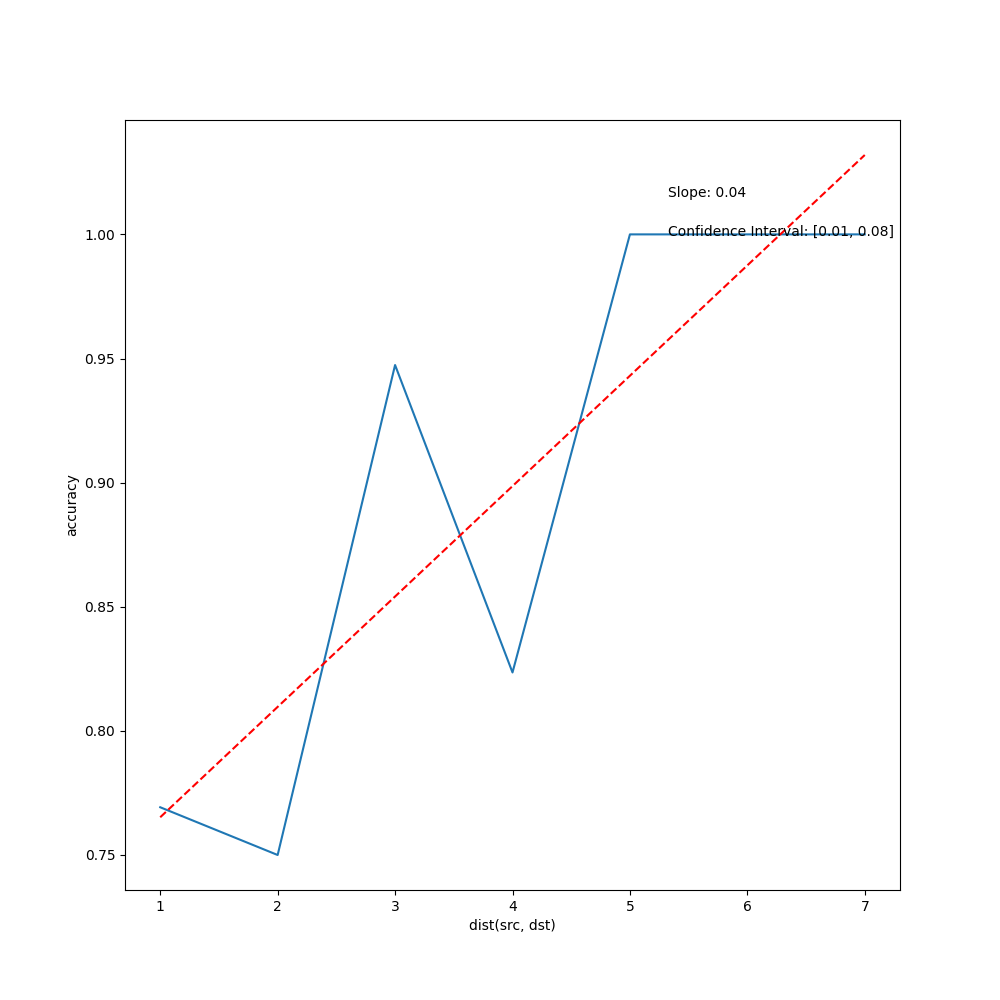 Slope: 0.04
Confidence Interval: [0.01, 0.08]
1.00
0.95
0.90
0.85
0.80
0.75
accuracy
1 2 3 4 5 6 7
dist(src, dst)